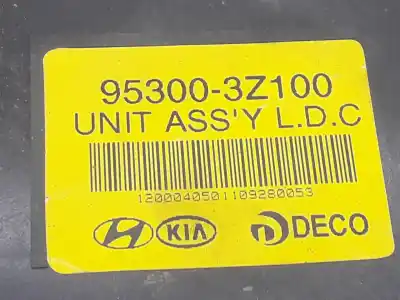 95300-3Z100
UNIT ASS'Y L.D.C
1200040501109280053
KIA DECO